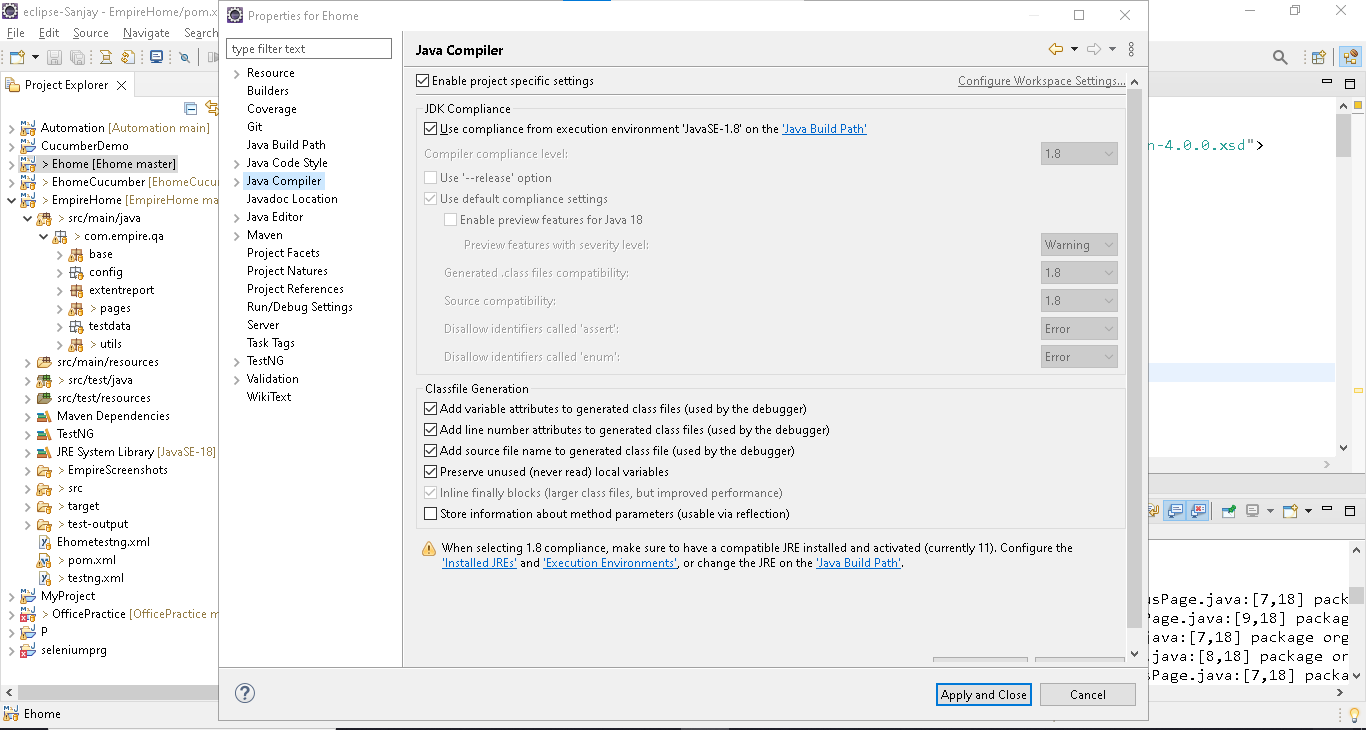 eclipse-Sanjay - EmpireHome/pom.x
Properties for Ehome
File Edit Source Navigate Search
Project Explorer
Automation [Automation main]
CucumberDemo
> Ehome [Ehome master]
> EhomeCucumber [EhomeCucu
> EmpireHome [EmpireHome ma
> src/main/java
> com.empire.qa
base
config
extentreport
> pages
testdata
> utils
src/main/resources
> src/test/java
src/test/resources
Maven Dependencies
TestNG
JRE System Library [JavaSE-18]
> EmpireScreenshots
> src
> target
> test-output
Ehometestng.xml
> pom.xml
> testng.xml
MyProject
> OfficePractice [OfficePractice m
P
seleniumprg
Ehome
type filter text
Resource
Builders
Coverage
Git
Java Build Path
Java Code Style
Java Compiler
Javadoc Location
Java Editor
Maven
Project Facets
Project Natures
Project References
Run/Debug Settings
Server
Task Tags
TestNG
Validation
WikiText
Java Compiler
Enable project specific settings
Configure Workspace Settings...
JDK Compliance
Use compliance from execution environment 'JavaSE-1.8' on the 'Java Build Path'
Compiler compliance level: 1.8
Use '--release' option
Use default compliance settings
Enable preview features for Java 18
Preview features with severity level: Warning
Generated .class files compatibility: 1.8
Source compatibility: 1.8
Disallow identifiers called 'assert': Error
Disallow identifiers called 'enum': Error
Classfile Generation
Add variable attributes to generated class files (used by the debugger)
Add line number attributes to generated class files (used by the debugger)
Add source file name to generated class file (used by the debugger)
Preserve unused (never read) local variables
Inline finally blocks (larger class files, but improved performance)
Store information about method parameters (usable via reflection)
When selecting 1.8 compliance, make sure to have a compatible JRE installed and activated (currently 11). Configure the
'Installed JREs' and 'Execution Environments', or change the JRE on the 'Java Build Path'.
Apply and Close
Cancel
n-4.0.0.xsd">
usPage.java:[7,18] pack
Page.java:[9,18] packag
java:[7,18] package org
.java:[8,18] package or
sPage.java:[7,18] packa